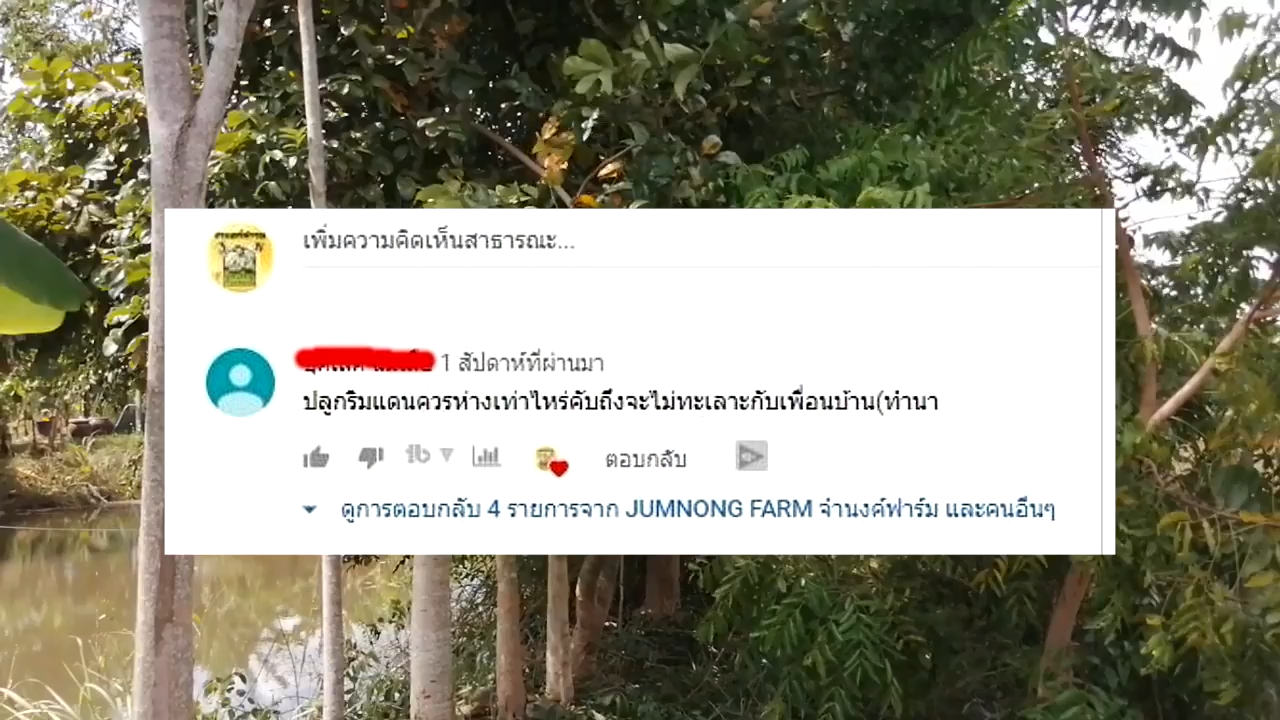 เพิ่มความคิดเห็นสาธารณะ...
1 สัปดาห์ที่ผ่านมา
ปลูกริมแดนควรห่างเท่าไหร่คับถึงจะไม่ทะเลาะกับเพื่อนบ้าน(ทำนา
ตอบกลับ
ดูการตอบกลับ 4 รายการจาก JUMNONG FARM จำนงค์ฟาร์ม และคนอื่นๆ